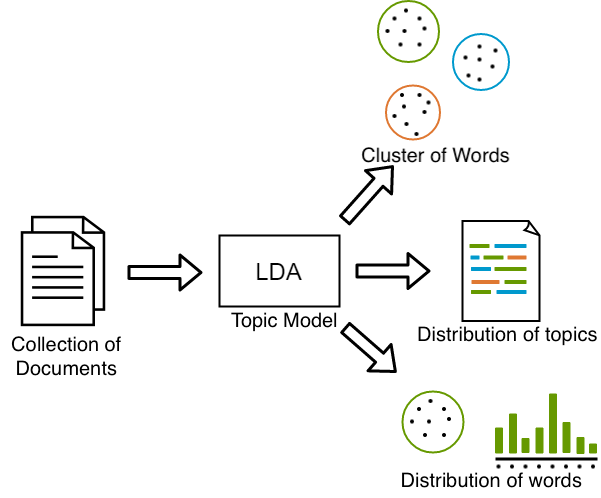 Cluster of Words
LDA
Topic Model
Collection of
Documents
Distribution of topics
Distribution of words